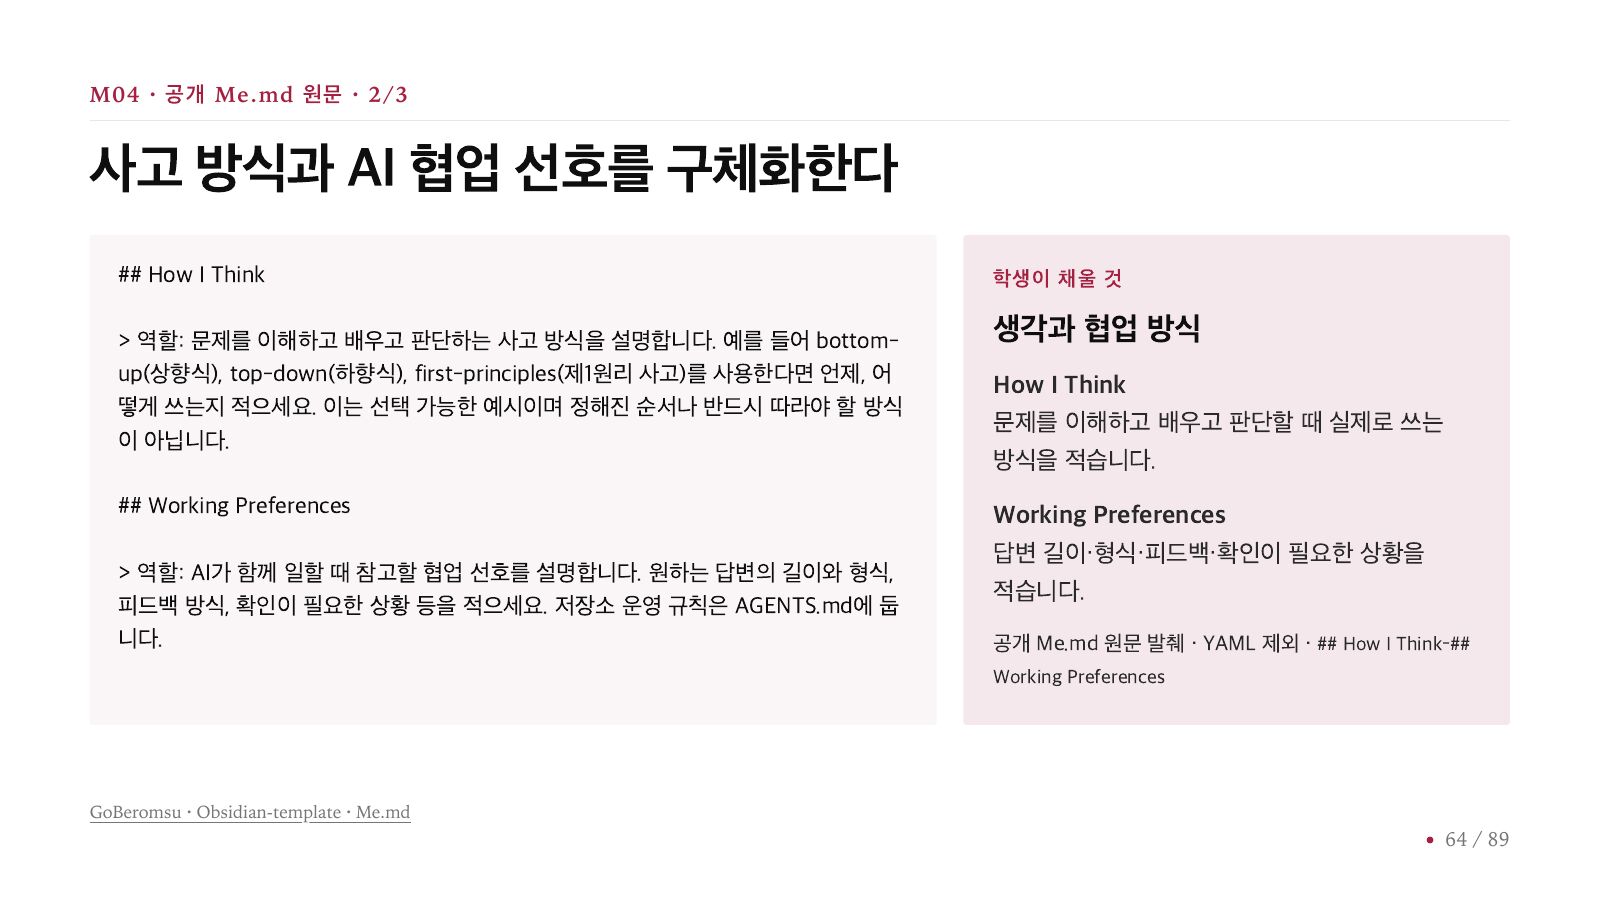 M04 · 공개 Me.md 원문 · 2/3
사고 방식과 AI 협업 선호를 구체화한다
## How I Think
> 역할: 문제를 이해하고 배우고 판단하는 사고 방식을 설명합니다. 예를 들어 bottom-
up(상향식), top-down(하향식), first-principles(제1원리 사고)를 사용한다면 언제, 어
떻게 쓰는지 적으세요. 이는 선택 가능한 예시이며 정해진 순서나 반드시 따라야 할 방식
이 아닙니다.
## Working Preferences
> 역할: AI가 함께 일할 때 참고할 협업 선호를 설명합니다. 원하는 답변의 길이와 형식,
피드백 방식, 확인이 필요한 상황 등을 적으세요. 저장소 운영 규칙은 AGENTS.md에 둡
니다.
학생이 채울 것
생각과 협업 방식
How I Think
문제를 이해하고 배우고 판단할 때 실제로 쓰는
방식을 적습니다.
Working Preferences
답변 길이·형식·피드백·확인이 필요한 상황을
적습니다.
공개 Me.md 원문 발췌 · YAML 제외 · ## How I Think–##
Working Preferences
GoBeromsu · Obsidian-template · Me.md
64 / 89